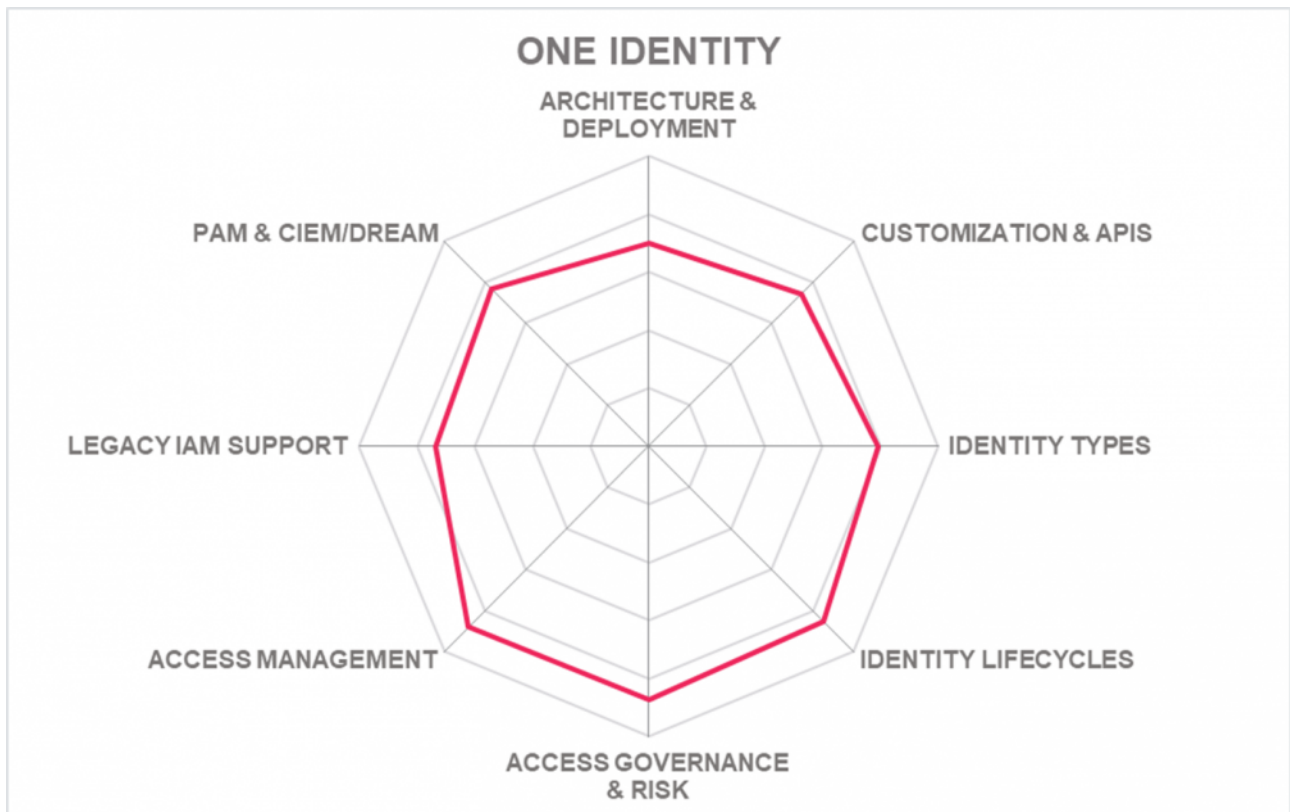 ONE IDENTITY
ARCHITECTURE &
DEPLOYMENT
PAM & CIEM/DREAM
CUSTOMIZATION & APIS
LEGACY IAM SUPPORT
IDENTITY TYPES
ACCESS MANAGEMENT
IDENTITY LIFECYCLES
ACCESS GOVERNANCE
& RISK